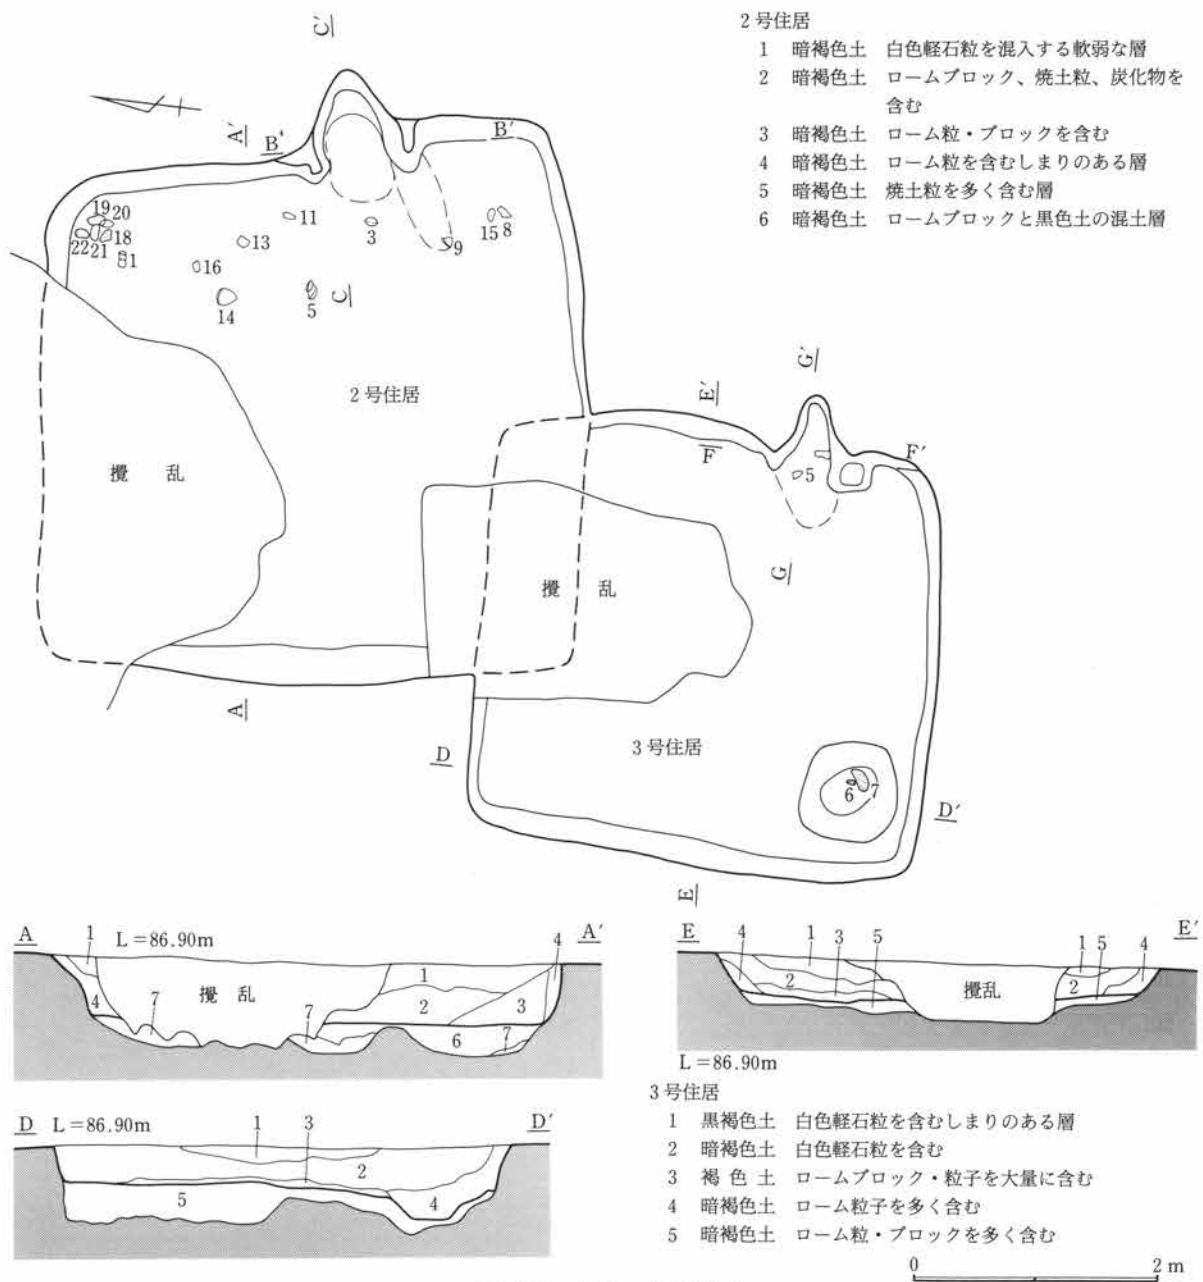 2号住居
1 暗褐色土 白色軽石粒を混入する軟弱な層
2 暗褐色土 ロームブロック、焼土粒、炭化物を
含む
3 暗褐色土 ローム粒・ブロックを含む
4 暗褐色土 ローム粒を含むしまりのある層
5 暗褐色土 焼土粒を多く含む層
6 暗褐色土 ロームブロックと黒色土の混土層
C'
A'
B'
B'
19
20
22
21
18
1
11
13
16
14
3
5
9
15
8
C
2号住居
攪 乱
E'
G'
F
F'
5
G
攪 乱
A
D
3号住居
6
7
D'
E
A
1
L=86.90m
A'
4
攪 乱
1
2
3
4
7
7
6
7
E
4
1
3
5
1
5
4
E'
2
攪乱
2
L=86.90m
D
L=86.90m
1
3
D'
2
5
4
3号住居
1 黒褐色土 白色軽石粒を含むしまりのある層
2 暗褐色土 白色軽石粒を含む
3 褐色土 ロームブロック・粒子を大量に含む
4 暗褐色土 ローム粒子を多く含む
5 暗褐色土 ローム粒・ブロックを多く含む
0
2m